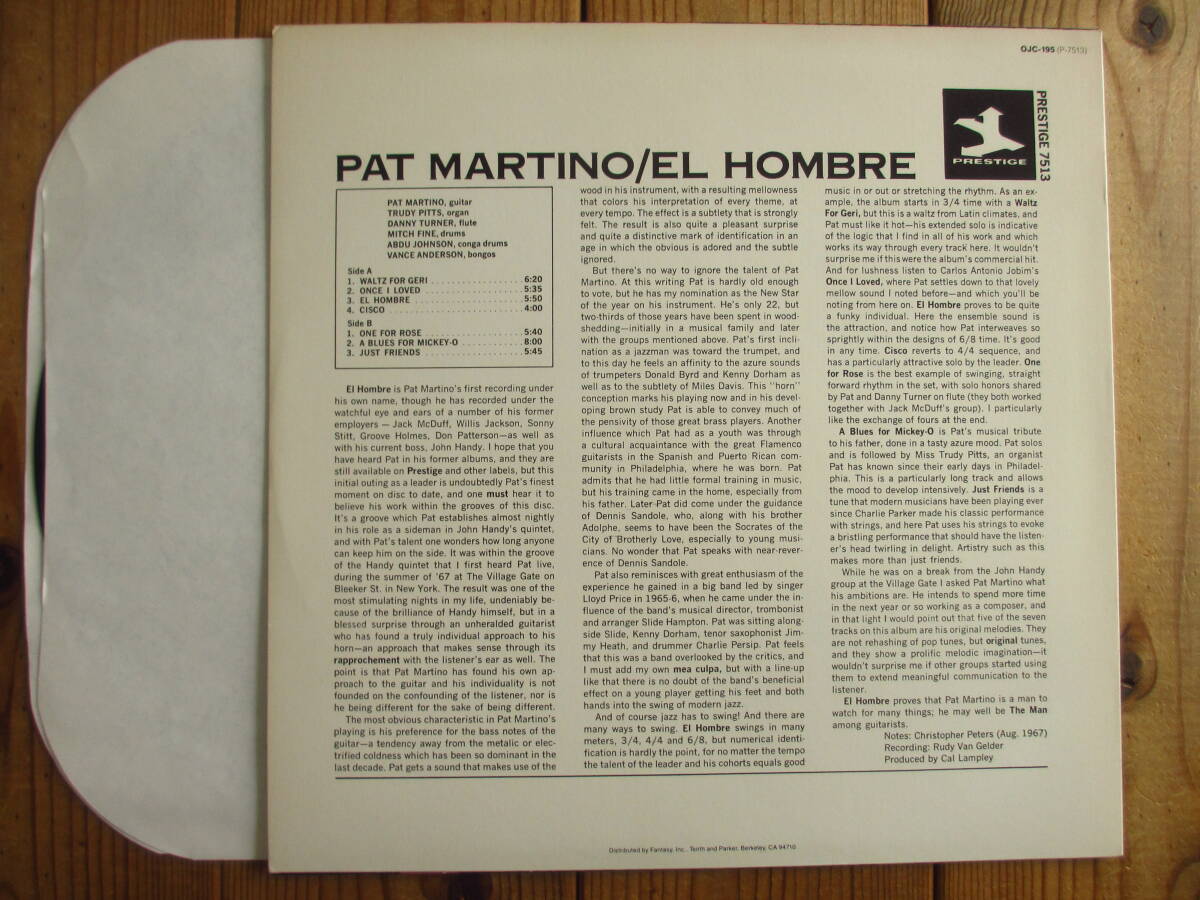 OJC-195 (P-7513)
PRESTIGE
PRESTIGE 7513
PAT MARTINO/EL HOMBRE
PAT MARTINO, guitar
TRUDY PITTS, organ
DANNY TURNER, flute
MITCH FINE, drums
ABDU JOHNSON, conga drums
VANCE ANDERSON, bongos
Side A
1. WALTZ FOR GERI . . . . . . . . . . . . . . . . 6:20
2. ONCE I LOVED . . . . . . . . . . . . . . . . 5:35
3. EL HOMBRE . . . . . . . . . . . . . . . . 5:50
4. CISCO . . . . . . . . . . . . . . . . 4:00
Side B
1. ONE FOR ROSE . . . . . . . . . . . . . . . . 5:40
2. A BLUES FOR MICKEY-O . . . . . . . . . . 8:00
3. JUST FRIENDS . . . . . . . . . . . . . . . . 5:45
El Hombre is Pat Martino's first recording under
his own name, though he has recorded under the
watchful eye and ears of a number of his former
employers — Jack McDuff, Willis Jackson, Sonny
Stitt, Groove Holmes, Don Patterson—as well as
with his current boss, John Handy. I hope that you
have heard Pat in his former albums, and they are
still available on Prestige and other labels, but this
initial outing as a leader is undoubtedly Pat's finest
moment on disc to date, and one must hear it to
believe his work within the grooves of this disc.
It's a groove which Pat establishes almost nightly
in his role as a sideman in John Handy's quintet,
and with Pat's talent one wonders how long anyone
can keep him on the side. It was within the groove
of the Handy quintet that I first heard Pat live,
during the summer of '67 at The Village Gate on
Bleeker St. in New York. The result was one of the
most stimulating nights in my life, undeniably be-
cause of the brilliance of Handy himself, but in a
blessed surprise through an unheralded guitarist
who has found a truly individual approach to his
horn—an approach that makes sense through its
rapprochement with the listener's ear as well. The
point is that Pat Martino has found his own ap-
proach to the guitar and his individuality is not
founded on the confounding of the listener, nor is
he being different for the sake of being different.
The most obvious characteristic in Pat Martino's
playing is his preference for the bass notes of the
guitar—a tendency away from the metalic or elec-
trified coldness which has been so dominant in the
last decade. Pat gets a sound that makes use of the
wood in his instrument, with a resulting mellowness
that colors his interpretation of every theme, at
every tempo. The effect is a subtlety that is strongly
felt. The result is also quite a pleasant surprise
and quite a distinctive mark of identification in an
age in which the obvious is adored and the subtle
ignored.
But there's no way to ignore the talent of Pat
Martino. At this writing Pat is hardly old enough
to vote, but he has my nomination as the New Star
of the year on his instrument. He's only 22, but
two-thirds of those years have been spent in wood-
shedding—initially in a musical family and later
with the groups mentioned above. Pat's first incli-
nation as a jazzman was toward the trumpet, and
to this day he feels an affinity to the azure sounds
of trumpeters Donald Byrd and Kenny Dorham as
well as to the subtlety of Miles Davis. This "horn"
conception marks his playing now and in his devel-
oping brown study Pat is able to convey much of
the pensivity of those great brass players. Another
influence which Pat had as a youth was through
a cultural acquaintance with the great Flamenco
guitarists in the Spanish and Puerto Rican com-
munity in Philadelphia, where he was born. Pat
admits that he had little formal training in music,
but his training came in the home, especially from
his father. Later Pat did come under the guidance
of Dennis Sandole, who, along with his brother
Adolphe, seems to have been the Socrates of the
City of Brotherly Love, especially to young musi-
cians. No wonder that Pat speaks with near-rever-
ence of Dennis Sandole.
Pat also reminisces with great enthusiasm of the
experience he gained in a big band led by singer
Lloyd Price in 1965-6, when he came under the in-
fluence of the band's musical director, trombonist
and arranger Slide Hampton. Pat was sitting along-
side Slide, Kenny Dorham, tenor saxophonist Jim-
my Heath, and drummer Charlie Persip. Pat feels
that this was a band overlooked by the critics, and
I must add my own mea culpa, but with a line-up
like that there is no doubt of the band's beneficial
effect on a young player getting his feet and both
hands into the swing of modern jazz.
And of course jazz has to swing! And there are
many ways to swing. El Hombre swings in many
meters, 3/4, 4/4 and 6/8, but numerical identi-
fication is hardly the point, for no matter the tempo
the talent of the leader and his cohorts equals good
music in or out or stretching the rhythm. As an ex-
ample, the album starts in 3/4 time with a Waltz
For Geri, but this is a waltz from Latin climates, and
Pat must like it hot—his extended solo is indicative
of the logic that I find in all of his work and which
works its way through every track here. It wouldn't
surprise me if this were the album's commercial hit.
And for lushness listen to Carlos Antonio Jobim's
Once I Loved, where Pat settles down to that lovely
mellow sound I noted before—and which you'll be
noting from here on. El Hombre proves to be quite
a funky individual. Here the ensemble sound is
the attraction, and notice how Pat interweaves so
sprightly within the designs of 6/8 time. It's good
in any time. Cisco reverts to 4/4 sequence, and
has a particularly attractive solo by the leader. One
for Rose is the best example of swinging, straight
forward rhythm in the set, with solo honors shared
by Pat and Danny Turner on flute (they both worked
together with Jack McDuff's group). I particularly
like the exchange of fours at the end.
A Blues for Mickey-O is Pat's musical tribute
to his father, done in a tasty azure mood. Pat solos
and is followed by Miss Trudy Pitts, an organist
Pat has known since their early days in Philadel-
phia. This is a particularly long track and allows
the mood to develop intensively. Just Friends is a
tune that modern musicians have been playing ever
since Charlie Parker made his classic performance
with strings, and here Pat uses his strings to evoke
a bristling performance that should have the listen-
er's head twirling in delight. Artistry such as this
makes more than just friends.
While he was on a break from the John Handy
group at the Village Gate I asked Pat Martino what
his ambitions are. He intends to spend more time
in the next year or so working as a composer, and
in that light I would point out that five of the seven
tracks on this album are his original melodies. They
are not rehashing of pop tunes, but original tunes,
and they show a prolific melodic imagination—it
wouldn't surprise me if other groups started using
them to extend meaningful communication to the
listener.
El Hombre proves that Pat Martino is a man to
watch for many things; he may well be The Man
among guitarists.
Notes: Christopher Peters (Aug. 1967)
Recording: Rudy Van Gelder
Produced by Cal Lampley
Distributed by Fantasy, Inc., Tenth and Parker, Berkeley, CA 94710